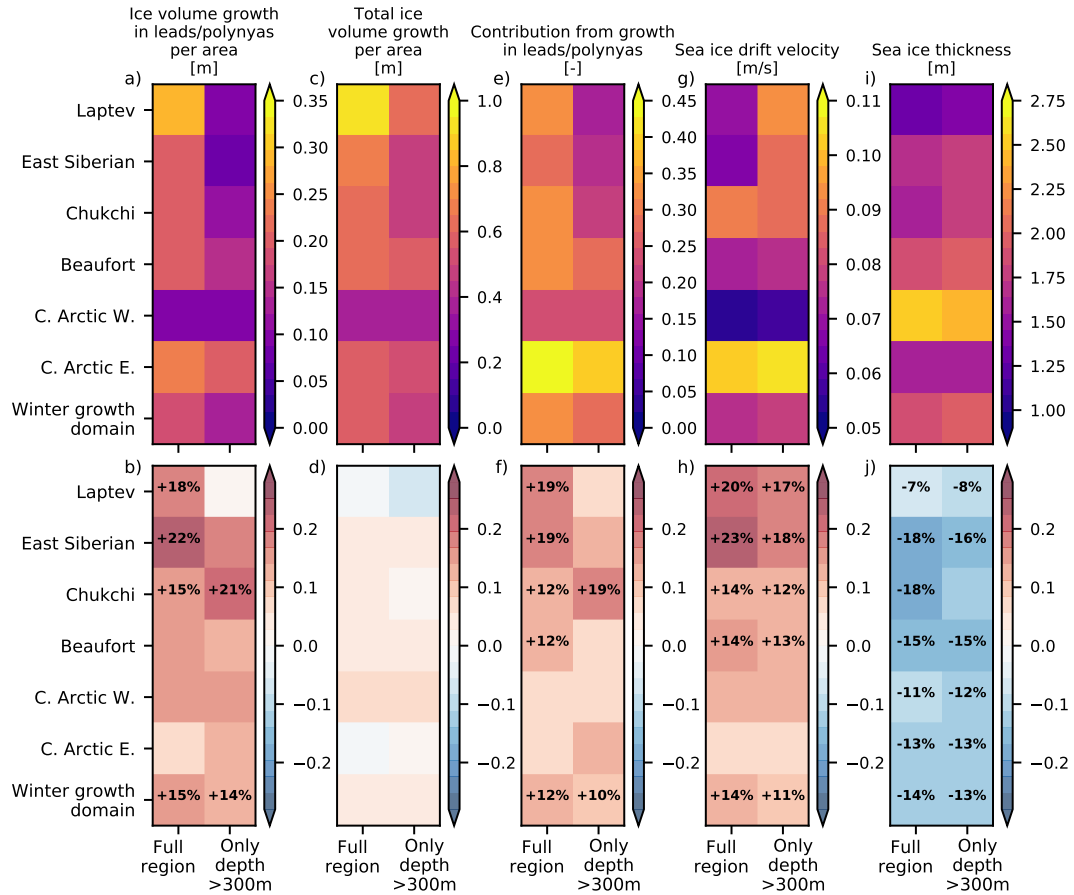 Ice volume growth
in leads/polynyas
per area
[m]
Total ice
volume growth
per area
[m]
Contribution from growth
in leads/polynyas
[-]
Sea ice drift velocity
[m/s]
Sea ice thickness
[m]
a)
c)
e)
g)
i)
Laptev
East Siberian
Chukchi
Beaufort
C. Arctic W.
C. Arctic E.
Winter growth
domain
0.35
0.30
0.25
0.20
0.15
0.10
0.05
0.00
1.0
0.8
0.6
0.4
0.2
0.0
0.45
0.40
0.35
0.30
0.25
0.20
0.15
0.10
0.05
0.00
0.11
0.10
0.09
0.08
0.07
0.06
0.05
2.75
2.50
2.25
2.00
1.75
1.50
1.25
1.00
b)
d)
f)
h)
j)
Laptev
East Siberian
Chukchi
Beaufort
C. Arctic W.
C. Arctic E.
Winter growth
domain
+18%
+22%
+15% +21%
+15% +14%
0.2
0.1
0.0
−0.1
−0.2
0.2
0.1
0.0
−0.1
−0.2
+19%
+19%
+12% +19%
+12%
+12% +10%
0.2
0.1
0.0
−0.1
−0.2
+20% +17%
+23% +18%
+14% +12%
+14% +13%
+14% +11%
0.2
0.1
0.0
−0.1
−0.2
-7% -8%
-18% -16%
-18%
-15% -15%
-11% -12%
-13% -13%
-14% -13%
0.2
0.1
0.0
−0.1
−0.2
Full
region
Only
depth
>300m
Full
region
Only
depth
>300m
Full
region
Only
depth
>300m
Full
region
Only
depth
>300m
Full
region
Only
depth
>300m